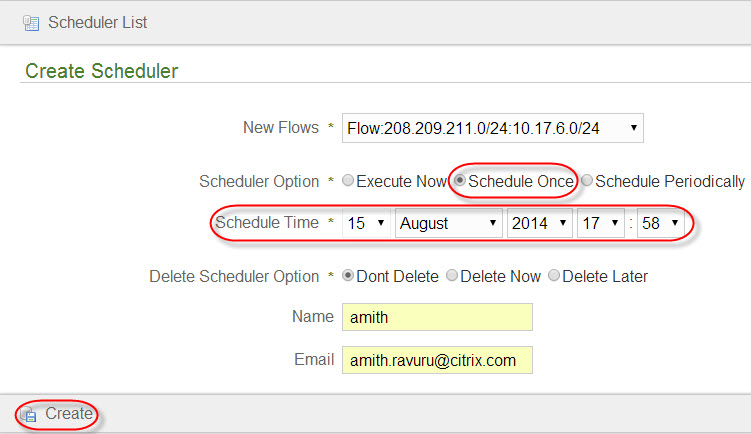 Scheduler List
Create Scheduler
New Flows * Flow:208.209.211.0/24:10.17.6.0/24
Scheduler Option * Execute Now Schedule Once Schedule Periodically
Schedule Time * 15 August 2014 17 : 58
Delete Scheduler Option * Dont Delete Delete Now Delete Later
Name amith
Email amith.ravuru@citrix.com
Create